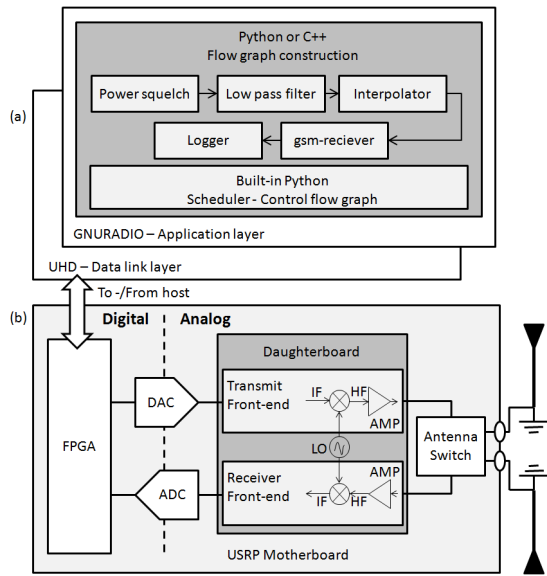 Python or C++
Flow graph construction
Power squelch
Low pass filter
Interpolator
(a)
Logger
gsm-reciever
Built-in Python
Scheduler - Control flow graph
GNURADIO – Application layer
UHD – Data link layer
To -/From host
(b)
Digital
Analog
Daughterboard
Transmit
Front-end
IF
HF
AMP
DAC
FPGA
LO
Antenna
Switch
ADC
Receiver
Front-end
AMP
IF
HF
USRP Motherboard